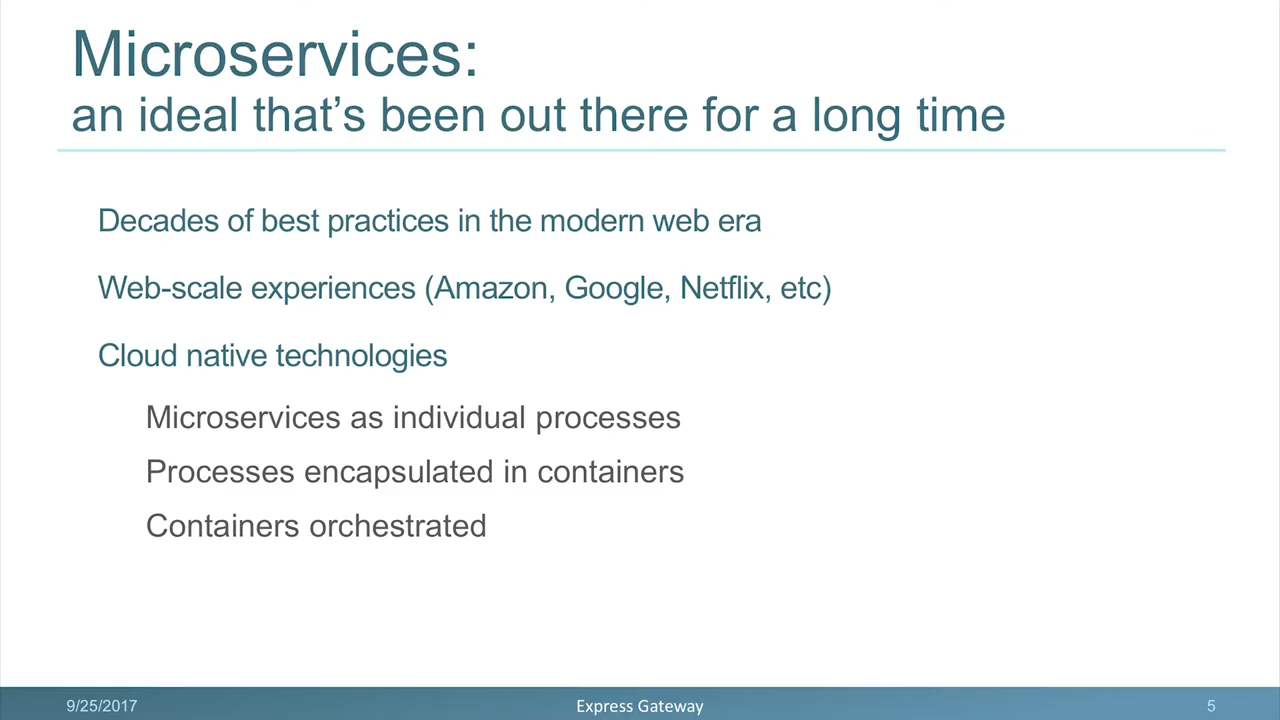 Microservices:
an ideal that’s been out there for a long time
Decades of best practices in the modern web era
Web-scale experiences (Amazon, Google, Netflix, etc)
Cloud native technologies
Microservices as individual processes
Processes encapsulated in containers
Containers orchestrated
9/25/2017 Express Gateway 5